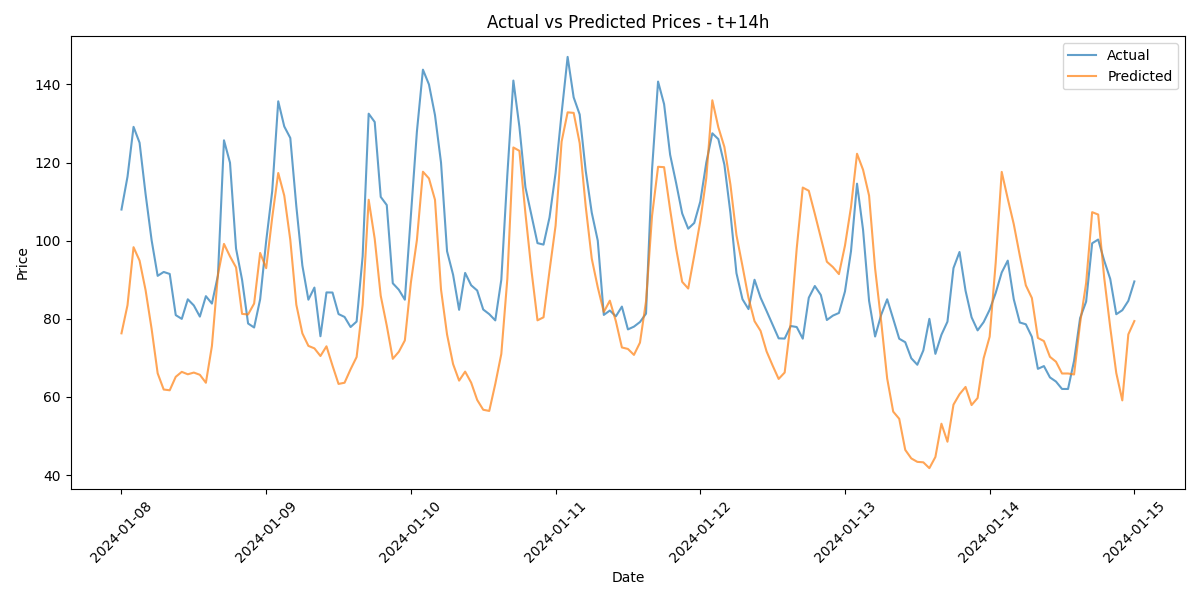 Actual vs Predicted Prices - t+14h
Actual
Predicted
Price
140
120
100
80
60
40
2024-01-08
2024-01-09
2024-01-10
2024-01-11
2024-01-12
2024-01-13
2024-01-14
2024-01-15
Date